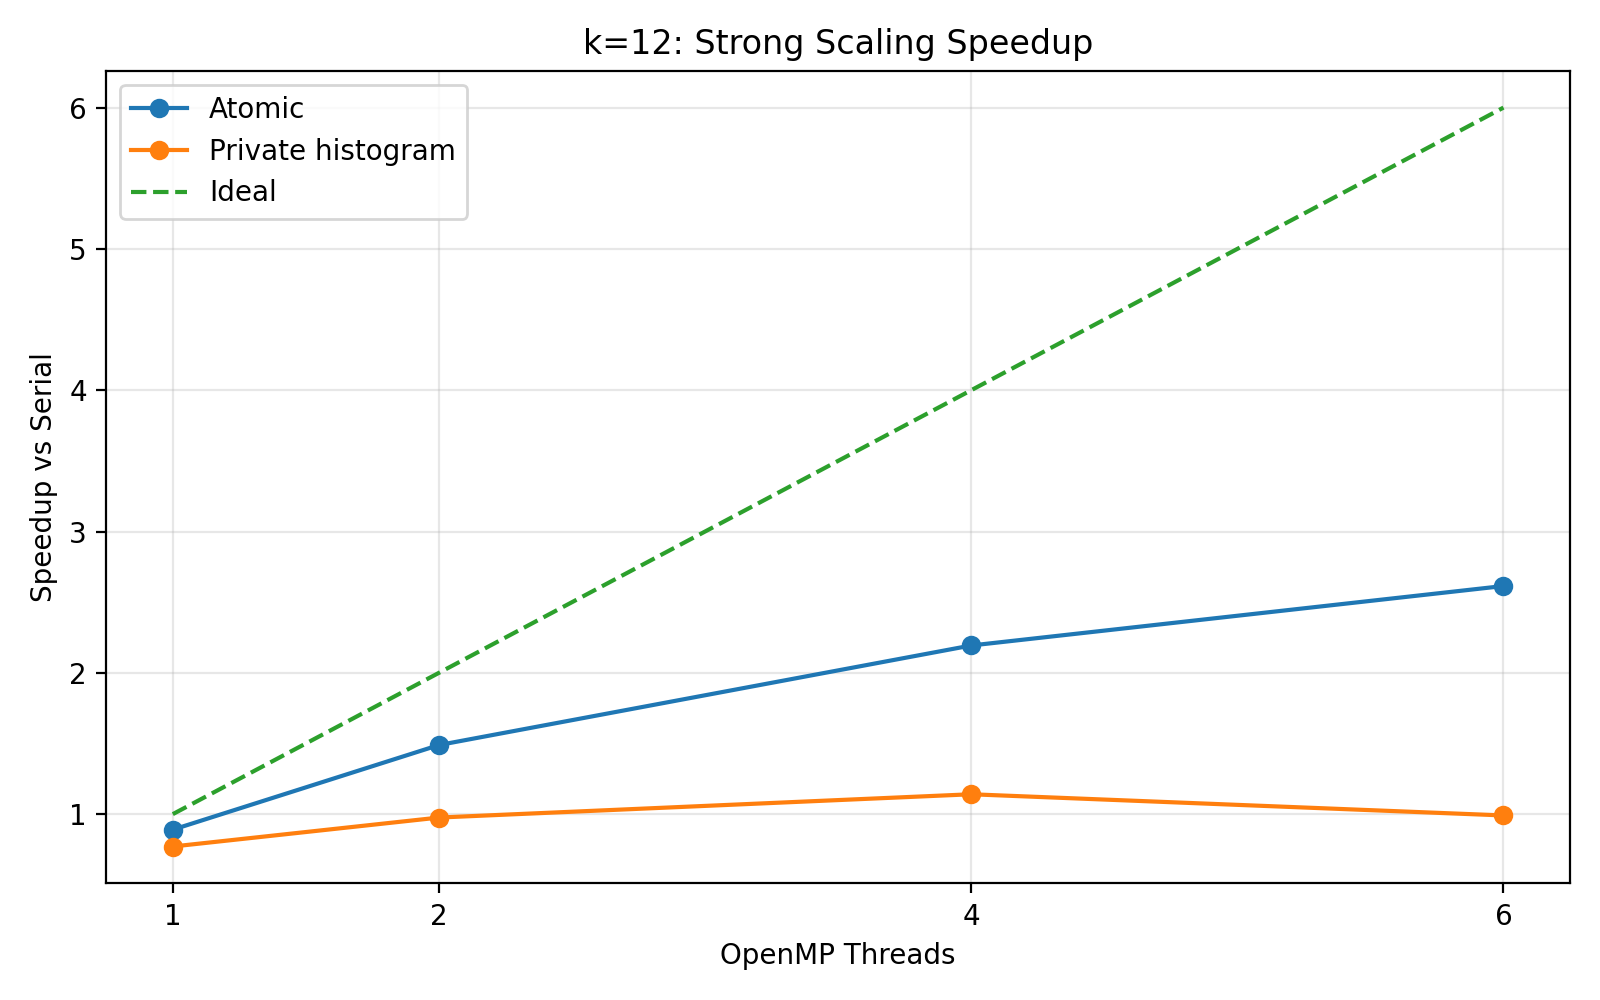 k=12: Strong Scaling Speedup
Atomic
Private histogram
Ideal
6
5
4
3
2
1
Speedup vs Serial
1 2 4 6
OpenMP Threads